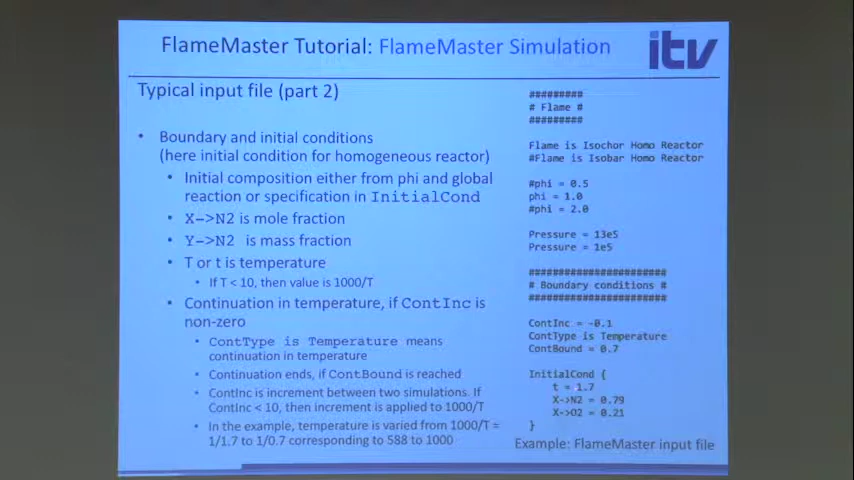 FlameMaster Tutorial: FlameMaster Simulation
itv
Typical input file (part 2)
• Boundary and initial conditions
(here initial condition for homogeneous reactor)
• Initial composition either from phi and global
reaction or specification in InitialCond
• X->N2 is mole fraction
• Y->N2 is mass fraction
• T or t is temperature
• If T < 10, then value is 1000/T
• Continuation in temperature, if ContInc is
non-zero
• ContType is Temperature means
continuation in temperature
• Continuation ends, if ContBound is reached
• ContInc is increment between two simulations. If
ContInc < 10, then increment is applied to 1000/T
• In the example, temperature is varied from 1000/T =
1/1.7 to 1/0.7 corresponding to 588 to 1000
#########
# Flame #
#########
Flame is Isochor Homo Reactor
#Flame is Isobar Homo Reactor
#phi = 0.5
phi = 1.0
#phi = 2.0
Pressure = 13e5
Pressure = 1e5
#######################
# Boundary conditions #
#######################
ContInc = -0.1
ContType is Temperature
ContBound = 0.7
InitialCond {
t = 1.7
X->N2 = 0.79
X->O2 = 0.21
}
Example: FlameMaster input file